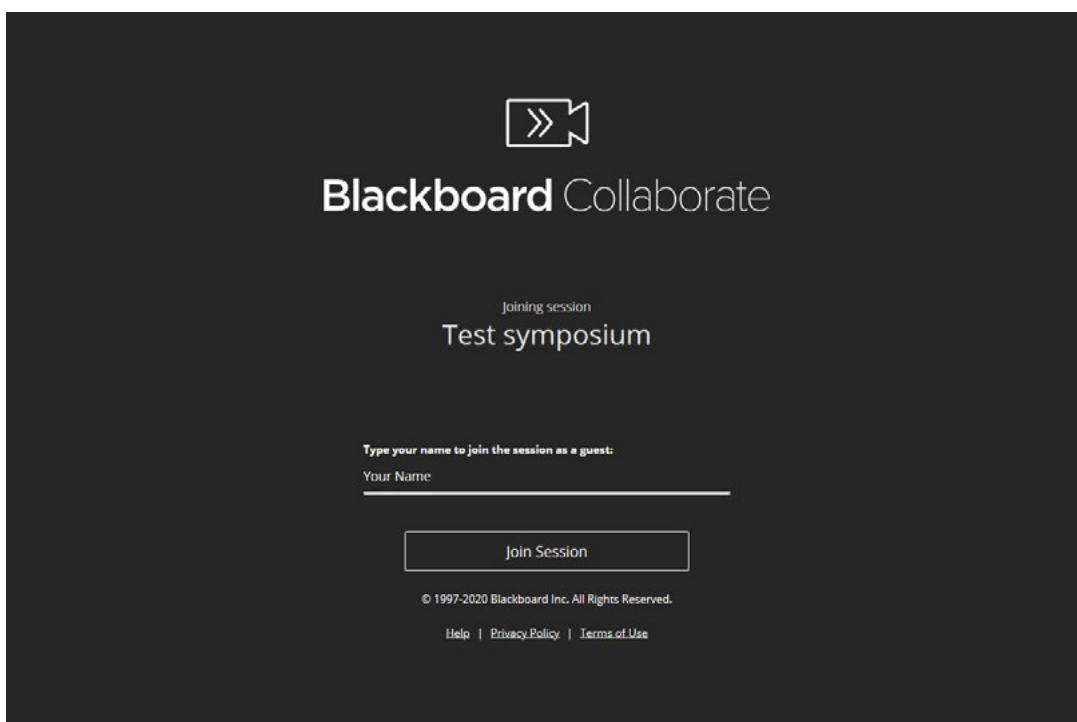 Blackboard Collaborate
Joining session
Test symposium
Type your name to join the session as a guest:
Your Name
Join Session
© 1997-2020 Blackboard Inc. All Rights Reserved.
Help | Privacy Policy | Terms of Use